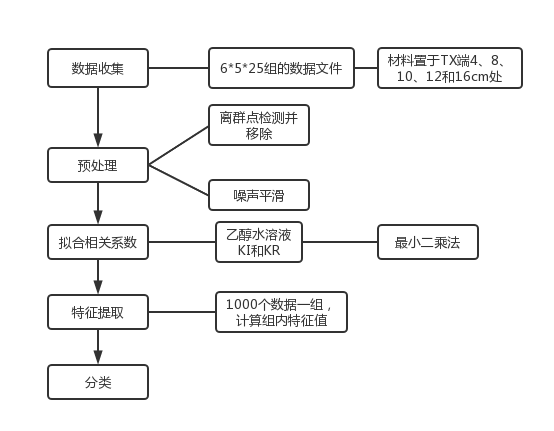 数据收集
6*5*25组的数据文件
材料置于TX端4、8、
10、12和16cm处
离群点检测并
移除
预处理
噪声平滑
拟合相关系数
乙醇水溶液
KI和KR
最小二乘法
特征提取
1000个数据一组，
计算组内特征值
分类